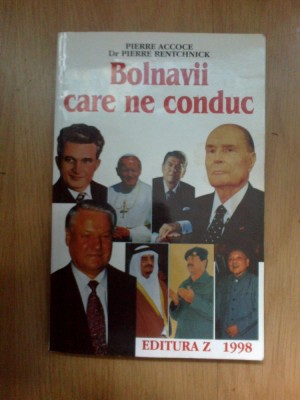 PIERRE ACCOCE
Dr PIERRE RENTCHNICK
Bolnavii
care ne conduc
EDITURA Z 1998